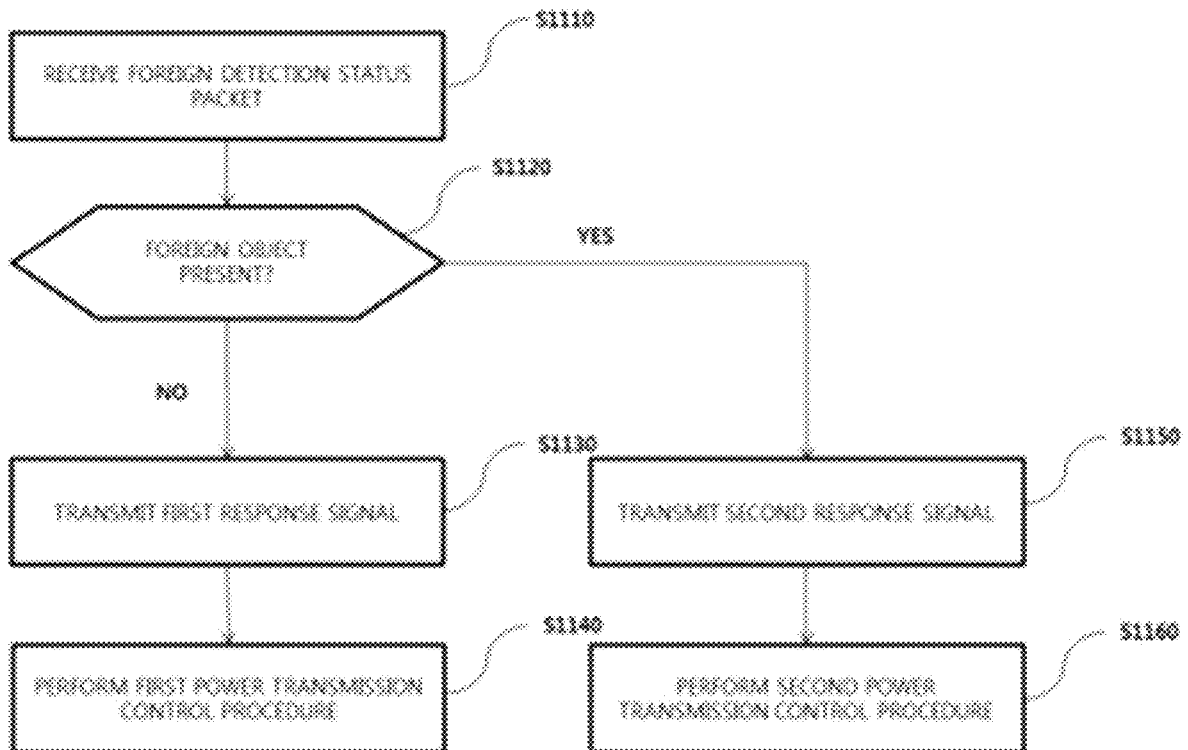 S1110
RECEIVE FOREIGN DETECTION STATUS
PACKET
S1120
FOREIGN OBJECT
PRESENT?
YES
NO
S1130
TRANSMIT FIRST RESPONSE SIGNAL
S1150
TRANSMIT SECOND RESPONSE SIGNAL
S1140
PERFORM FIRST POWER TRANSMISSION
CONTROL PROCEDURE
S1160
PERFORM SECOND POWER
TRANSMISSION CONTROL PROCEDURE